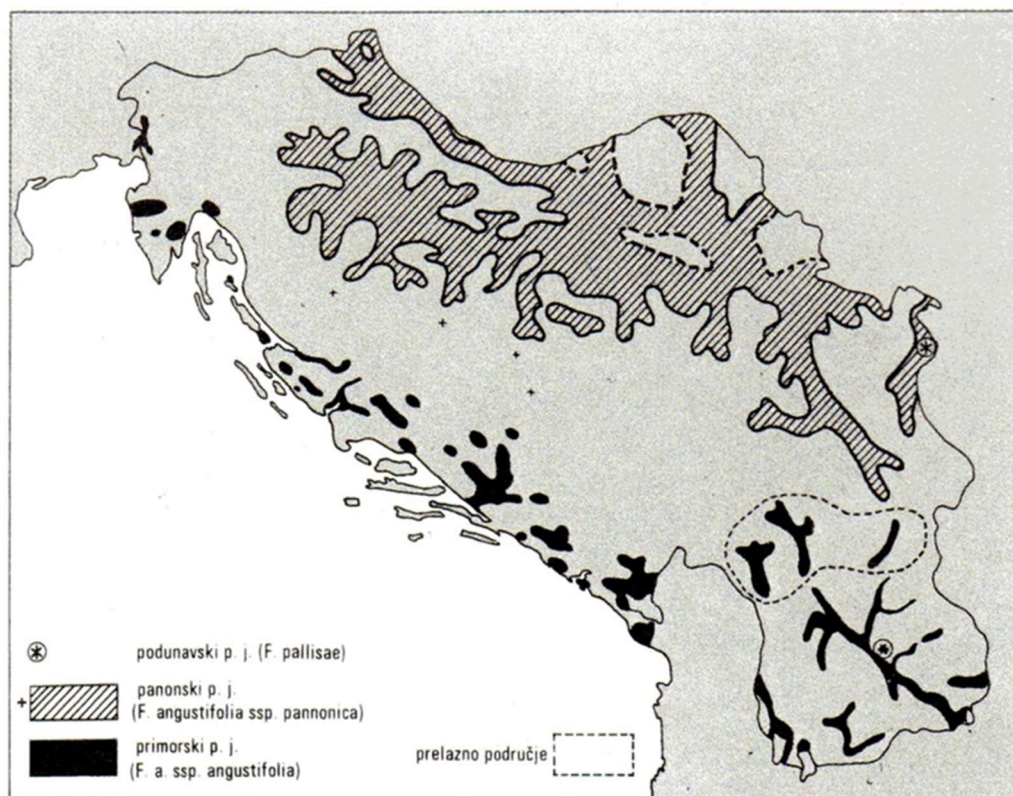 podunavski p. j. (F. pallisae)
panonski p. j.
(F. angustifolia ssp. pannonica)
primorski p. j.
(F. a. ssp. angustifolia)
prelazno područje